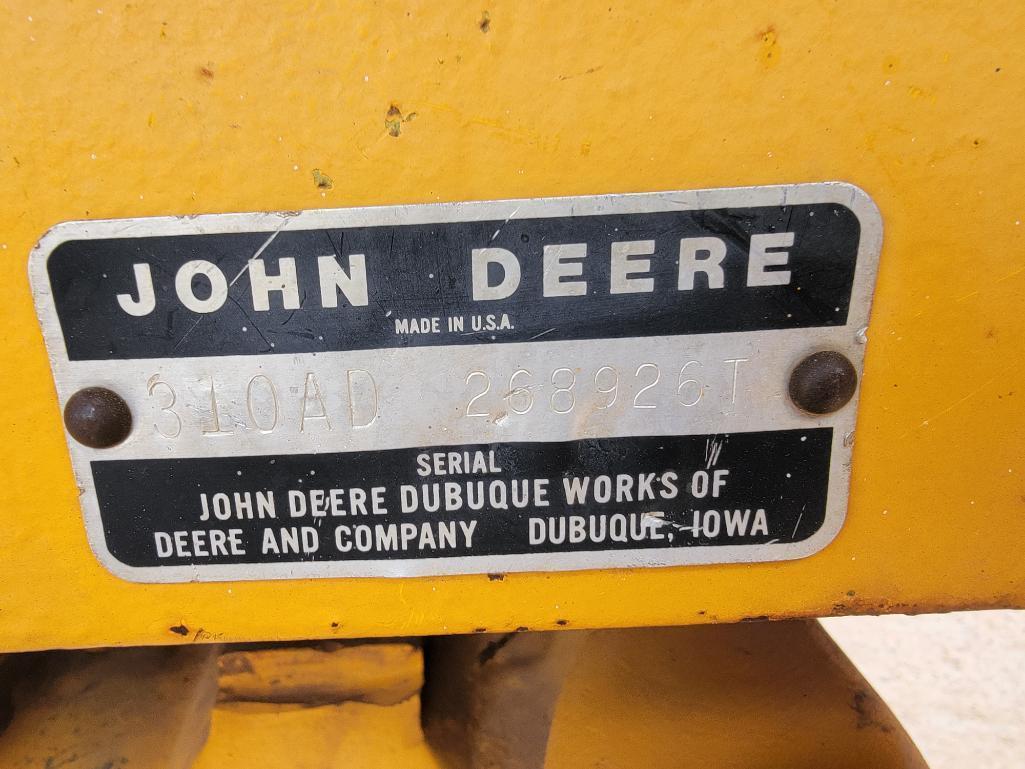 JOHN DEERE
MADE IN U.S.A.
310AD 268926T
SERIAL
JOHN DEERE DUBUQUE WORKS OF
DEERE AND COMPANY DUBUQUE, IOWA